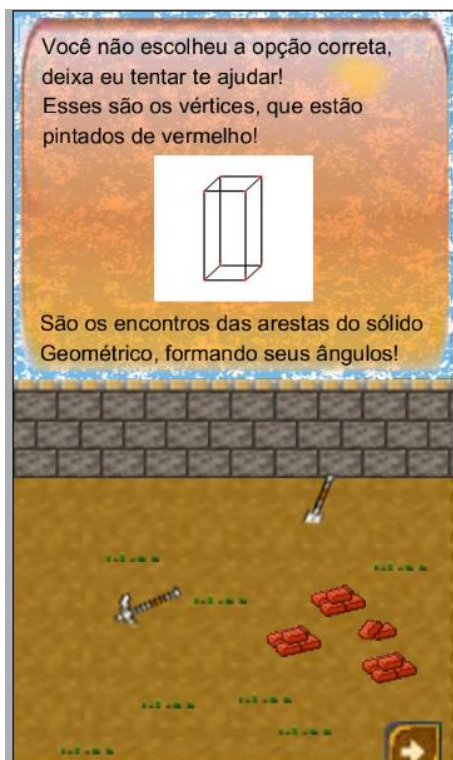 Você não escolheu a opção correta,
deixa eu tentar te ajudar!
Esses são os vértices, que estão
pintados de vermelho!
São os encontros das arestas do sólido
Geométrico, formando seus ângulos!